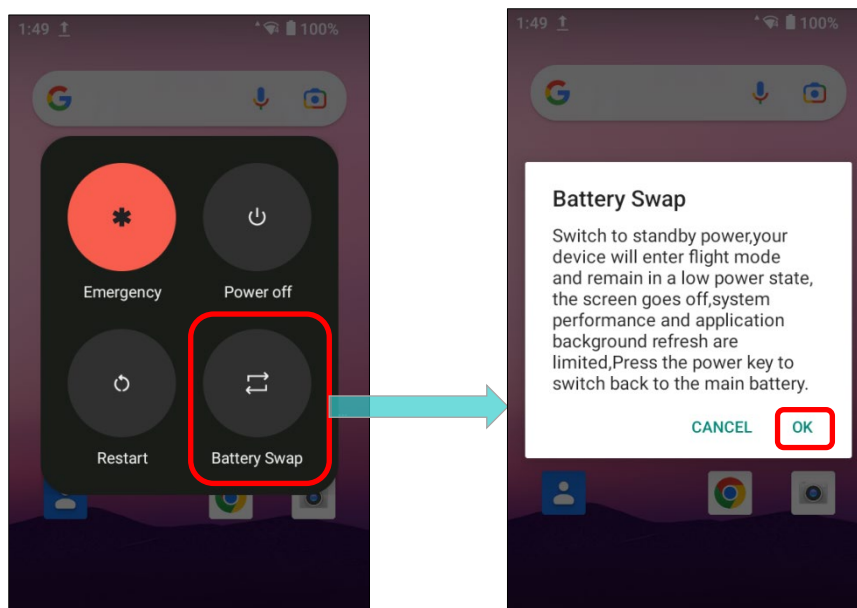 1:49
100%
Emergency
Power off
Restart
Battery Swap
1:49
100%
Battery Swap
Switch to standby power,your
device will enter flight mode
and remain in a low power state,
the screen goes off,system
performance and application
background refresh are
limited,Press the power key to
switch back to the main battery.
CANCEL
OK